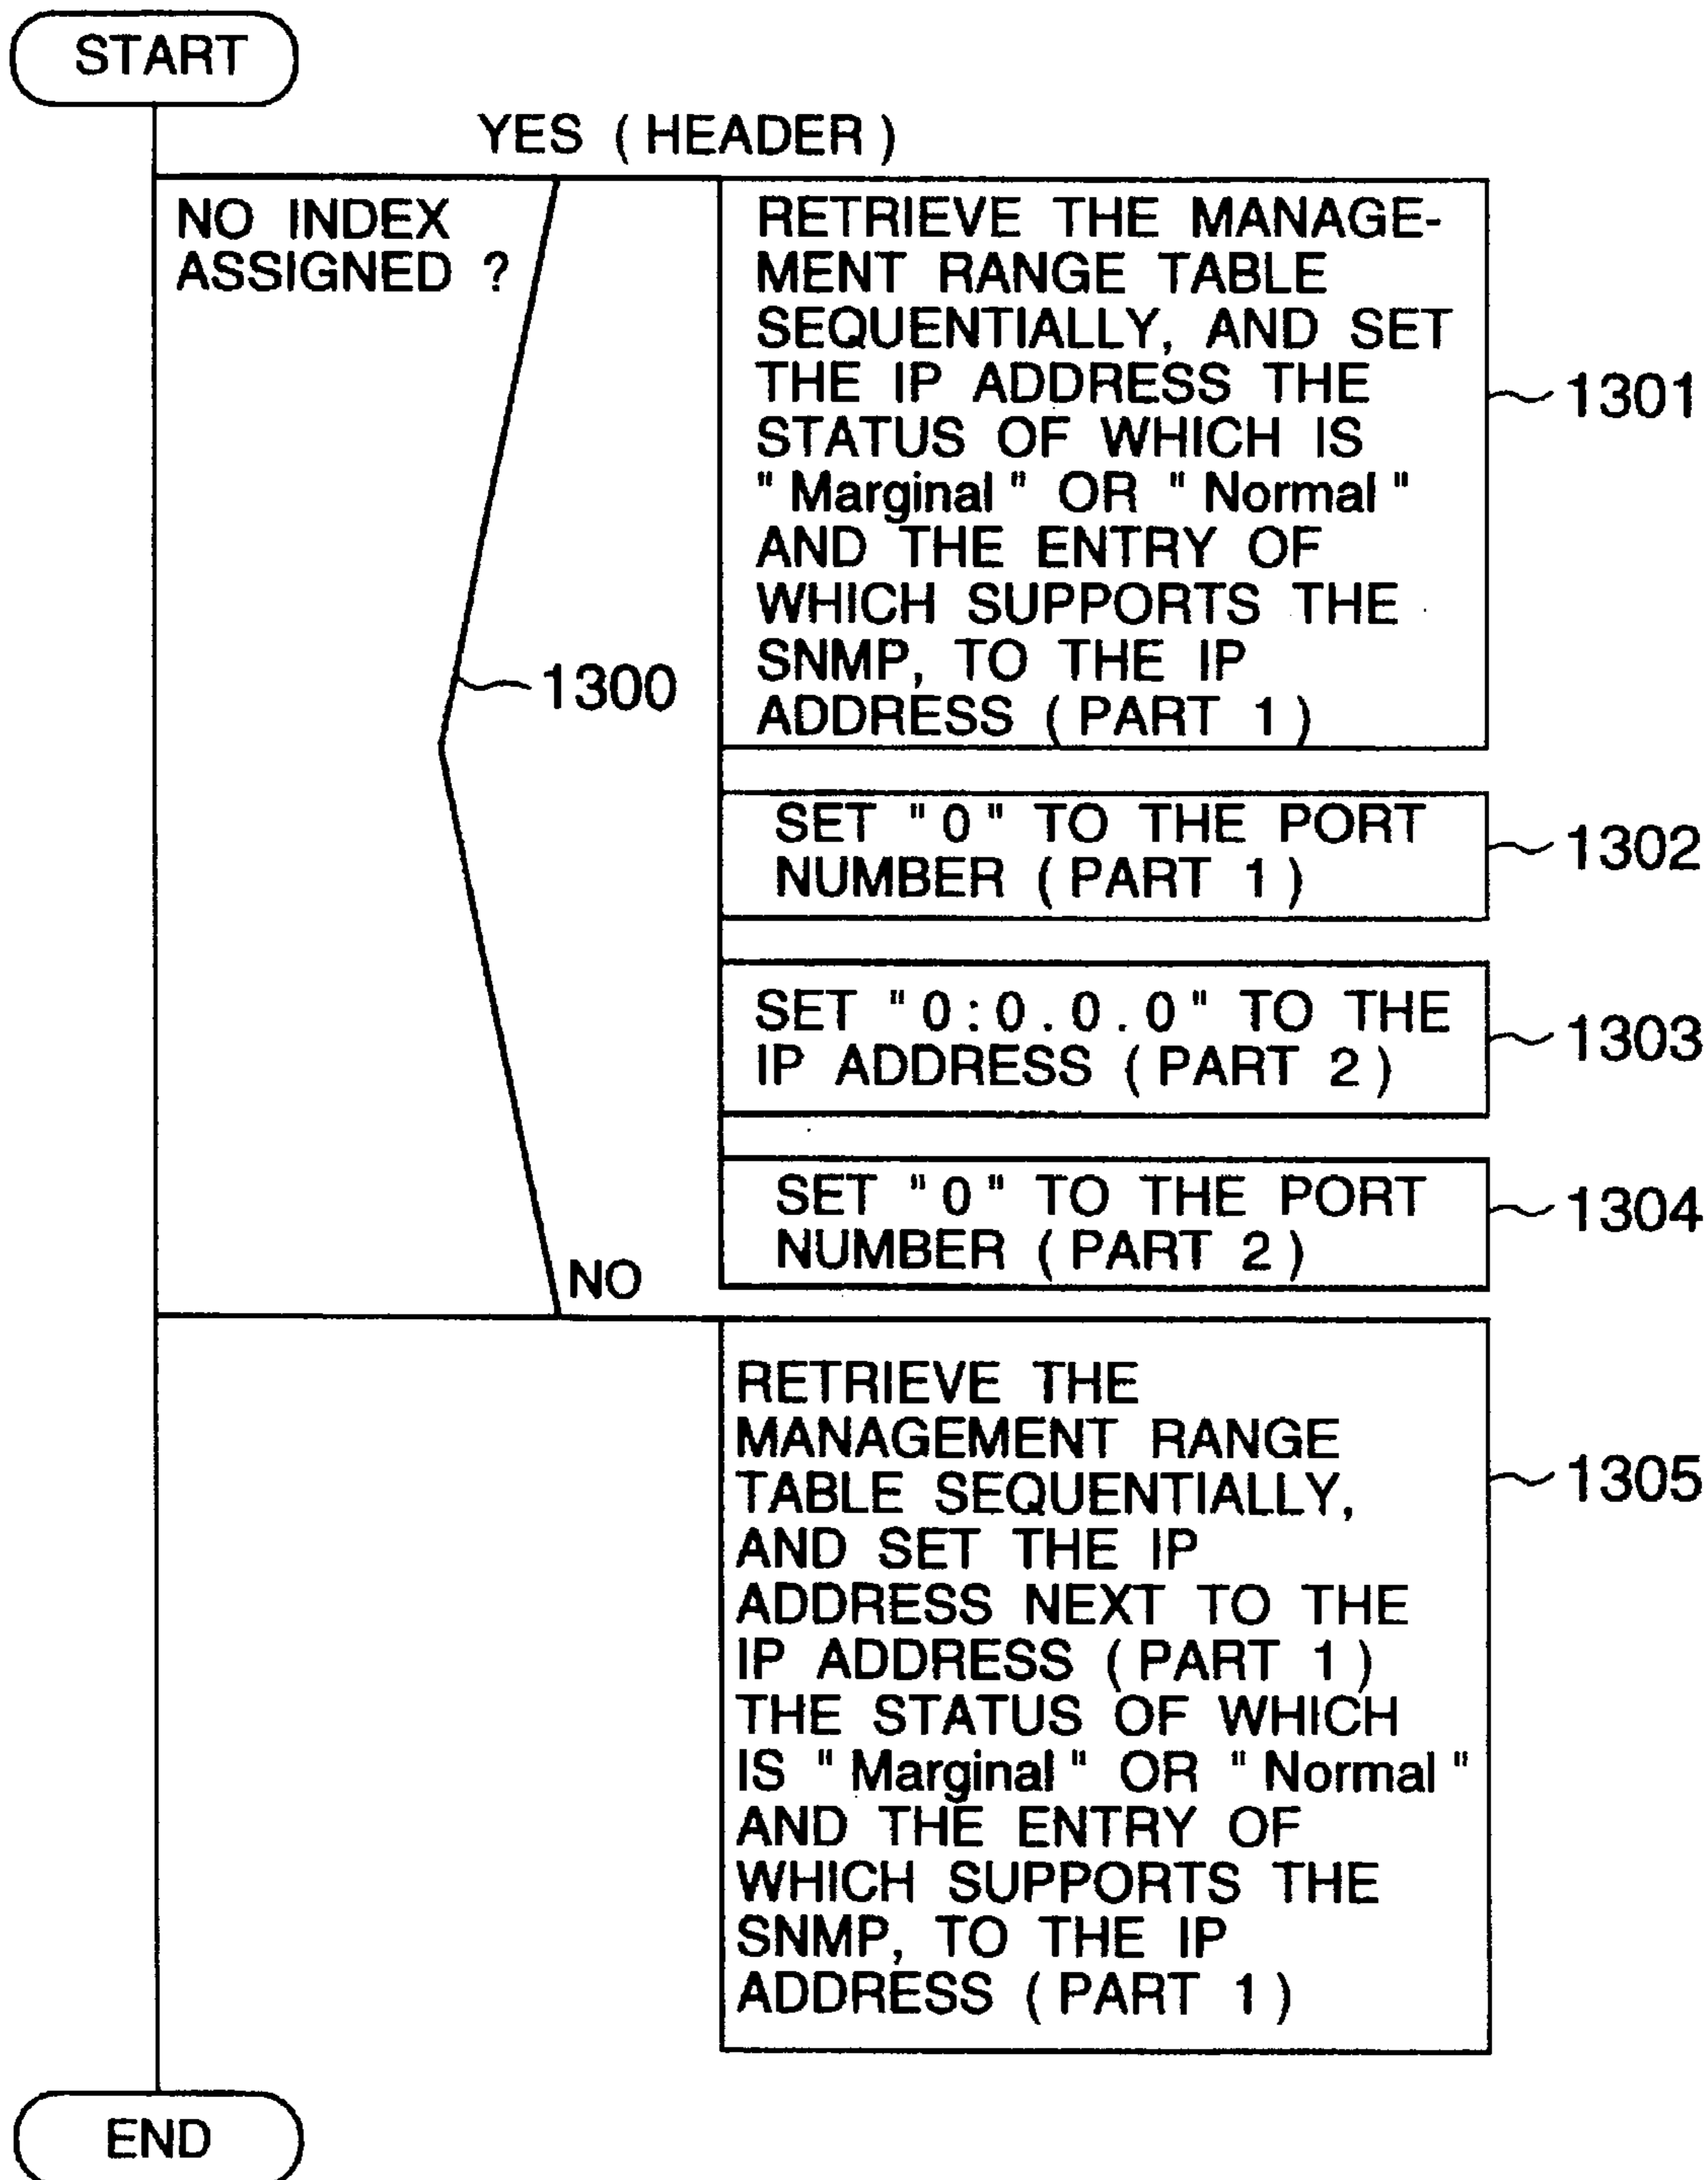 START
YES ( HEADER )
NO INDEX
ASSIGNED ?
1300
RETRIEVE THE MANAGE-
MENT RANGE TABLE
SEQUENTIALLY, AND SET
THE IP ADDRESS THE
STATUS OF WHICH IS
" Marginal " OR " Normal "
AND THE ENTRY OF
WHICH SUPPORTS THE
SNMP, TO THE IP
ADDRESS ( PART 1 )
1301
SET " 0 " TO THE PORT
NUMBER ( PART 1 )
1302
SET " 0 : 0 . 0 . 0 " TO THE
IP ADDRESS ( PART 2 )
1303
SET " 0 " TO THE PORT
NUMBER ( PART 2 )
1304
NO
RETRIEVE THE
MANAGEMENT RANGE
TABLE SEQUENTIALLY,
AND SET THE IP
ADDRESS NEXT TO THE
IP ADDRESS ( PART 1 )
THE STATUS OF WHICH
IS " Marginal " OR " Normal "
AND THE ENTRY OF
WHICH SUPPORTS THE
SNMP, TO THE IP
ADDRESS ( PART 1 )
1305
END